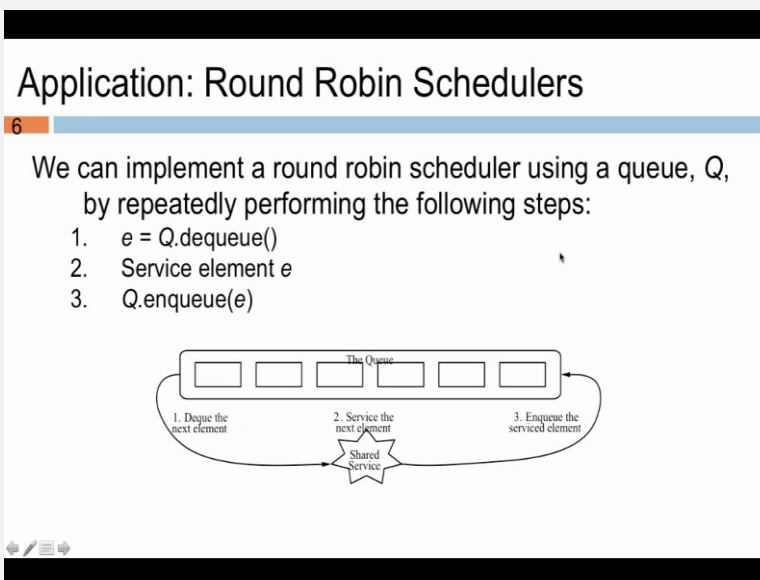 Application: Round Robin Schedulers
6
We can implement a round robin scheduler using a queue, Q,
by repeatedly performing the following steps:
1. e = Q.dequeue()
2. Service element e
3. Q.enqueue(e)
The Queue
1. Deque the
next element
2. Service the
next element
3. Enqueue the
serviced element
Shared
Service